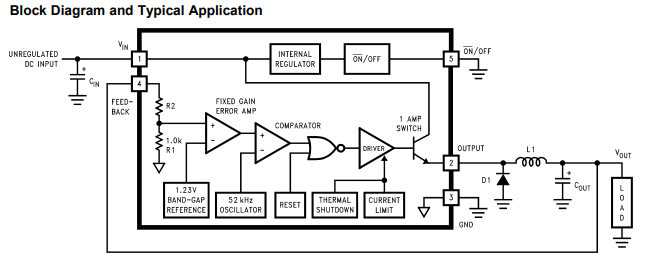 Block Diagram and Typical Application
UNREGULATED
DC INPUT
VIN
1
+
CIN
4
FEED-
BACK
R2
1.0k
R1
FIXED GAIN
ERROR AMP
+
−
COMPARATOR
+
−
INTERNAL
REGULATOR
ON/OFF
5
ON/OFF
1 AMP
SWITCH
DRIVER
OUTPUT
2
L1
VOUT
D1
+
COUT
LOAD
3
GND
1.23V
BAND-GAP
REFERENCE
52 kHz
OSCILLATOR
RESET
THERMAL
SHUTDOWN
CURRENT
LIMIT